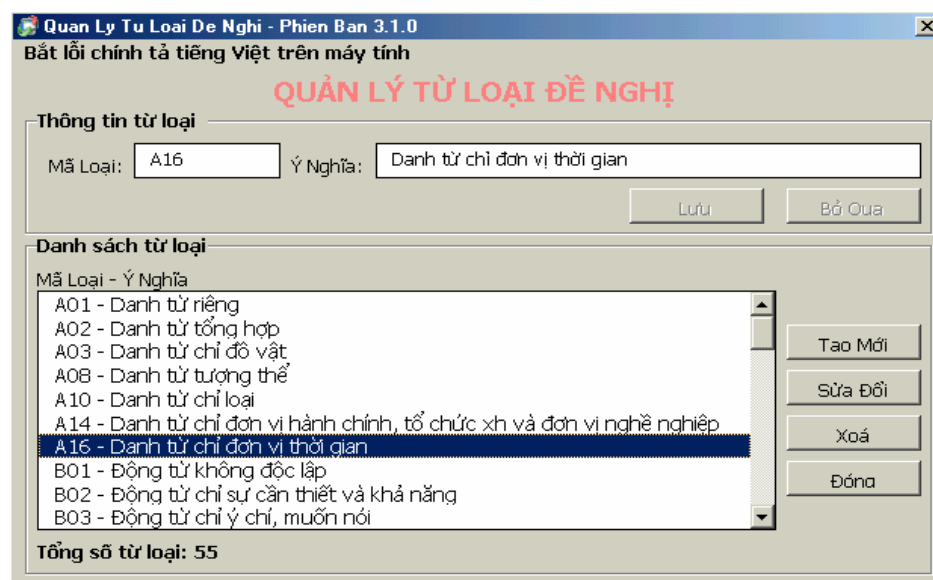 Quan Ly Tu Loai De Nghi - Phien Ban 3.1.0
Bắt lỗi chính tả tiếng Việt trên máy tính
QUẢN LÝ TỪ LOẠI ĐỀ NGHỊ
Thông tin từ loại
Mã Loại: A16 Ý Nghĩa: Danh từ chỉ đơn vị thời gian
Lưu Bỏ Qua
Danh sách từ loại
Mã Loại - Ý Nghĩa
A01 - Danh từ riêng
A02 - Danh từ tổng hợp
A03 - Danh từ chỉ đồ vật
A08 - Danh từ tượng thể
A10 - Danh từ chỉ loại
A14 - Danh từ chỉ đơn vị hành chính, tổ chức xh và đơn vị nghề nghiệp
A16 - Danh từ chỉ đơn vị thời gian
B01 - Động từ không độc lập
B02 - Động từ chỉ sự cần thiết và khả năng
B03 - Động từ chỉ ý chí, muốn nói
Tạo Mới
Sửa Đổi
Xoá
Đóng
Tổng số từ loại: 55